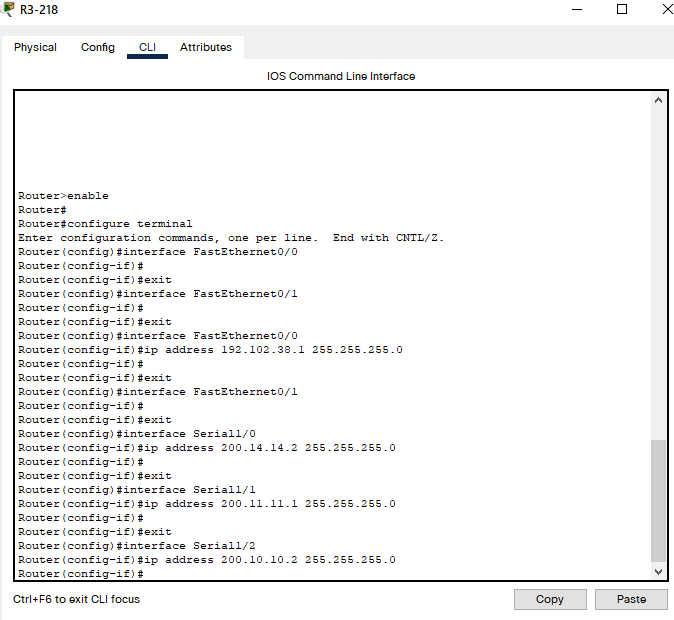 R3-218
Physical Config CLI Attributes
IOS Command Line Interface
Router>enable
Router#
Router#configure terminal
Enter configuration commands, one per line.  End with CNTL/Z.
Router(config)#interface FastEthernet0/0
Router(config-if)#
Router(config-if)#exit
Router(config)#interface FastEthernet0/1
Router(config-if)#
Router(config-if)#exit
Router(config)#interface FastEthernet0/0
Router(config-if)#ip address 192.102.38.1 255.255.255.0
Router(config-if)#
Router(config-if)#exit
Router(config)#interface FastEthernet0/1
Router(config-if)#
Router(config-if)#exit
Router(config)#interface Serial1/0
Router(config-if)#ip address 200.14.14.2 255.255.255.0
Router(config-if)#
Router(config-if)#exit
Router(config)#interface Serial1/1
Router(config-if)#ip address 200.11.11.1 255.255.255.0
Router(config-if)#
Router(config-if)#exit
Router(config)#interface Serial1/2
Router(config-if)#ip address 200.10.10.2 255.255.255.0
Router(config-if)#
Ctrl+F6 to exit CLI focus
Copy Paste